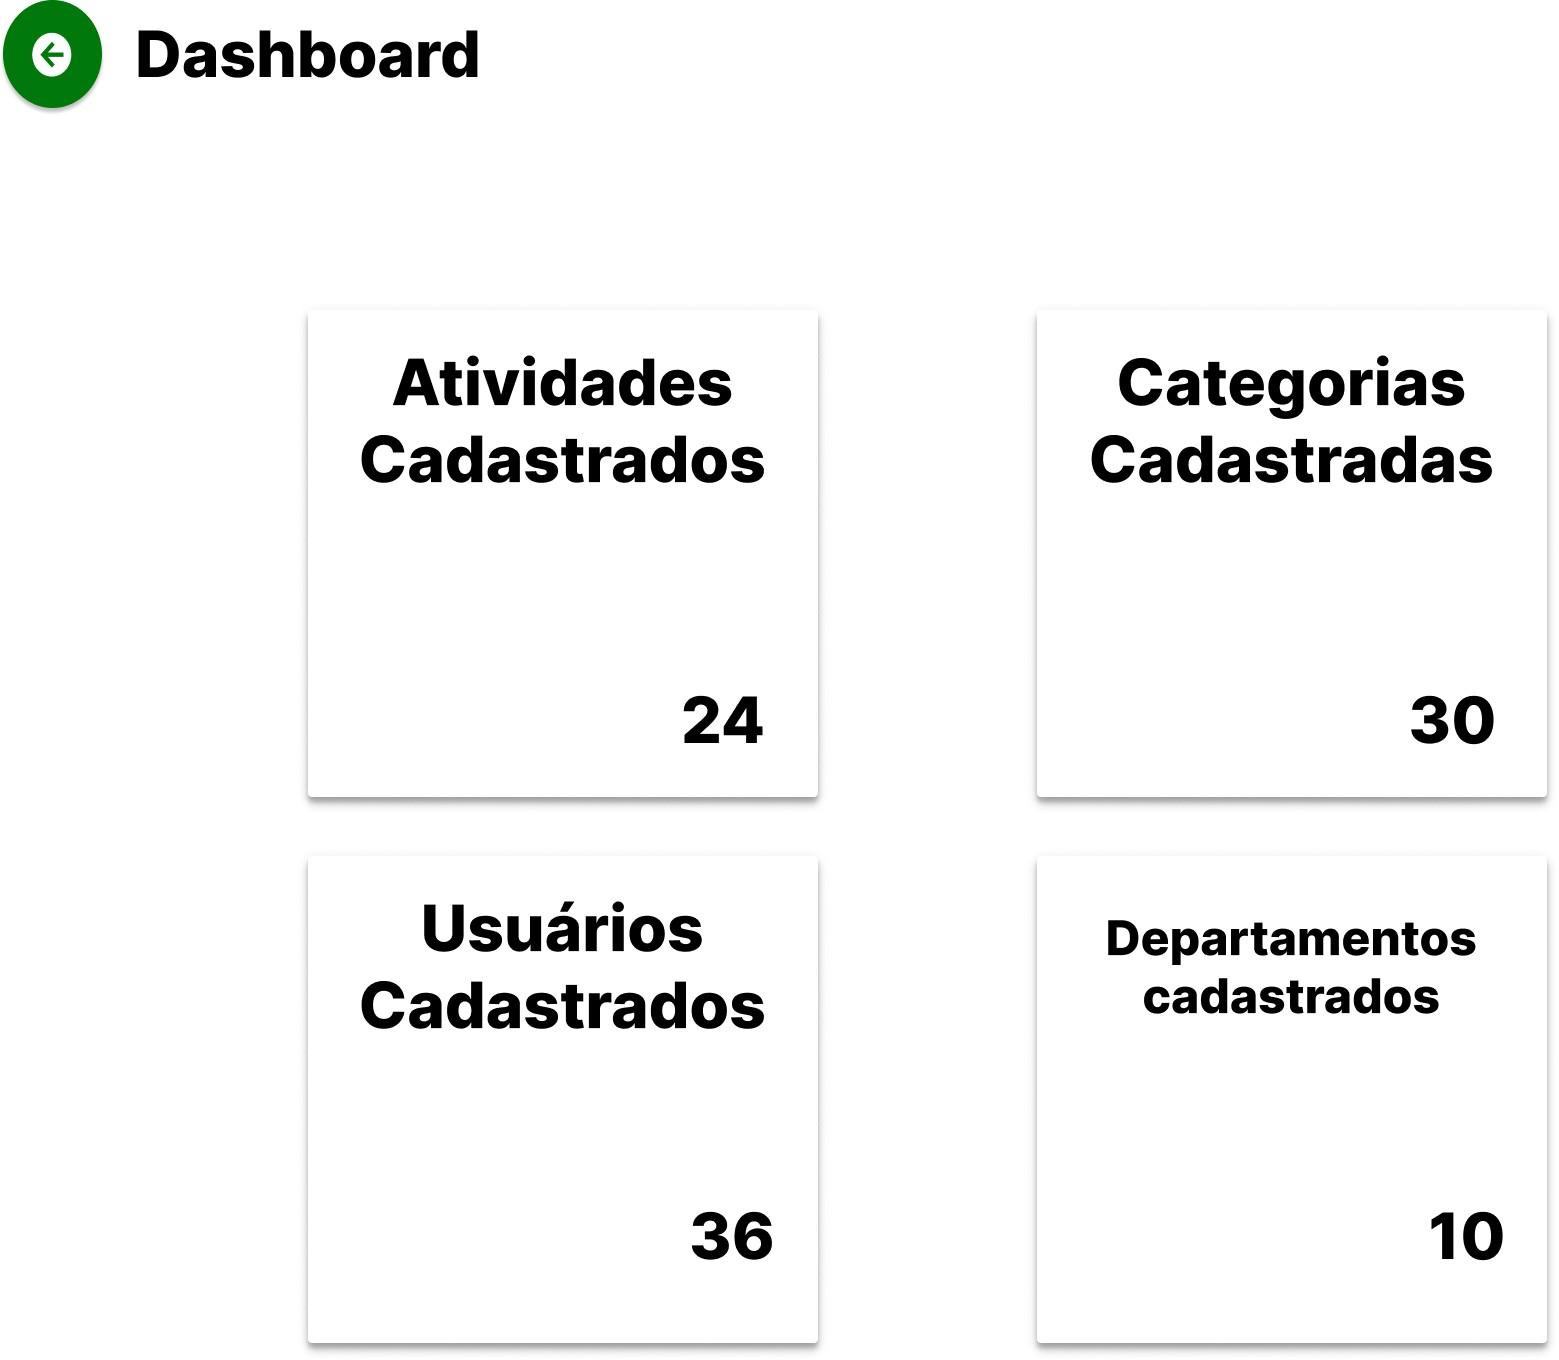 Dashboard
Atividades
Cadastrados
24
Categorias
Cadastradas
30
Usuários
Cadastrados
36
Departamentos
cadastrados
10